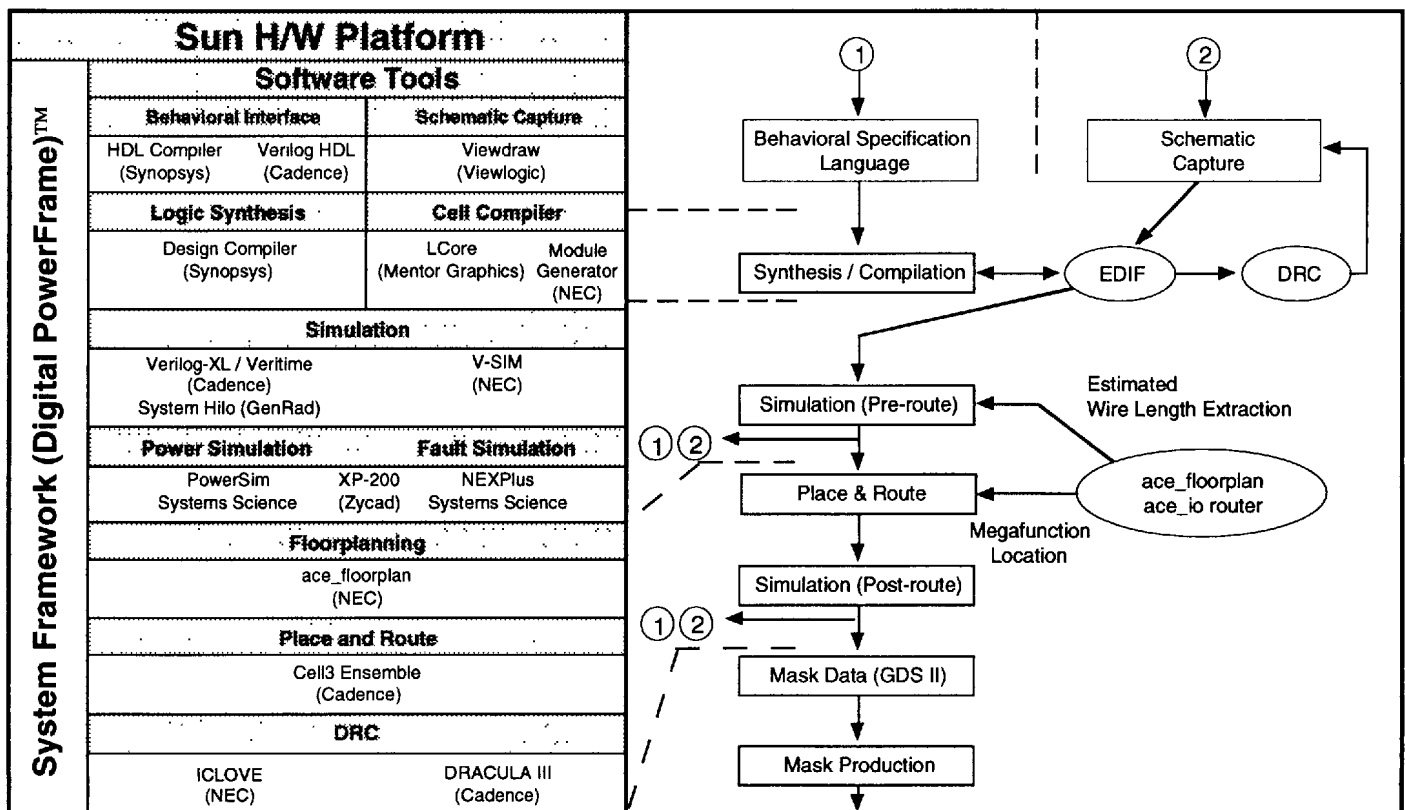 Sun H/W Platform
System Framework (Digital PowerFrame)™
Software Tools
Behavioral Interface
Schematic Capture
HDL Compiler
(Synopsys)
Verilog HDL
(Cadence)
Viewdraw
(Viewlogic)
Logic Synthesis
Cell Compiler
Design Compiler
(Synopsys)
LCore
(Mentor Graphics)
Module
Generator
(NEC)
Simulation
Verilog-XL / Veritime
(Cadence)
System Hilo (GenRad)
V-SIM
(NEC)
Power Simulation
Fault Simulation
PowerSim
Systems Science
XP-200
(Zycad)
NEXPlus
Systems Science
Floorplanning
ace_floorplan
(NEC)
Place and Route
Cell3 Ensemble
(Cadence)
DRC
ICLOVE
(NEC)
DRACULA III
(Cadence)
1
2
Behavioral Specification
Language
Schematic
Capture
Synthesis / Compilation
EDIF
DRC
Simulation (Pre-route)
Estimated
Wire Length Extraction
1 2
Place & Route
ace_floorplan
ace_io router
Megafunction
Location
Simulation (Post-route)
1 2
Mask Data (GDS II)
Mask Production